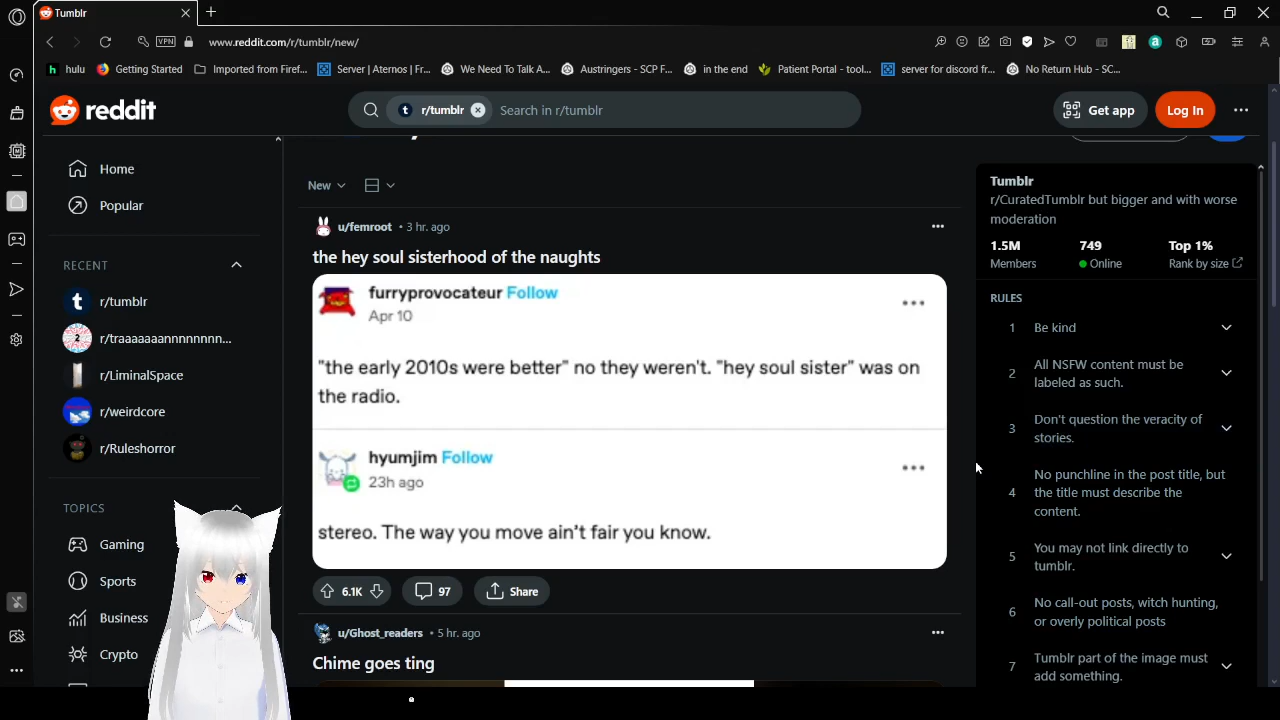 Tumblr
VPN
www.reddit.com/r/tumblr/new/
hulu
Getting Started
Imported from Firef...
Server | Aternos | Fr...
We Need To Talk A...
Austringers - SCP F...
in the end
Patient Portal - tool...
server for discord fr...
No Return Hub - SC...
reddit
r/tumblr
Search in r/tumblr
Get app
Log In
Home
Popular
RECENT
r/tumblr
r/traaaaaaannnnnnnn...
r/LiminalSpace
r/weirdcore
r/Ruleshorror
TOPICS
Gaming
Sports
Business
Crypto
New
u/femroot • 3 hr. ago
the hey soul sisterhood of the naughts
furryprovocateur Follow
Apr 10
"the early 2010s were better" no they weren't. "hey soul sister" was on
the radio.
hyumjim Follow
23h ago
stereo. The way you move ain't fair you know.
6.1K
97
Share
u/Ghost_readers • 5 hr. ago
Chime goes ting
Tumblr
r/CuratedTumblr but bigger and with worse
moderation
1.5M
749
Top 1%
Members
Online
Rank by size
RULES
1 Be kind
2 All NSFW content must be
labeled as such.
3 Don't question the veracity of
stories.
4 No punchline in the post title, but
the title must describe the
content.
5 You may not link directly to
tumblr.
6 No call-out posts, witch hunting,
or overly political posts
7 Tumblr part of the image must
add something.